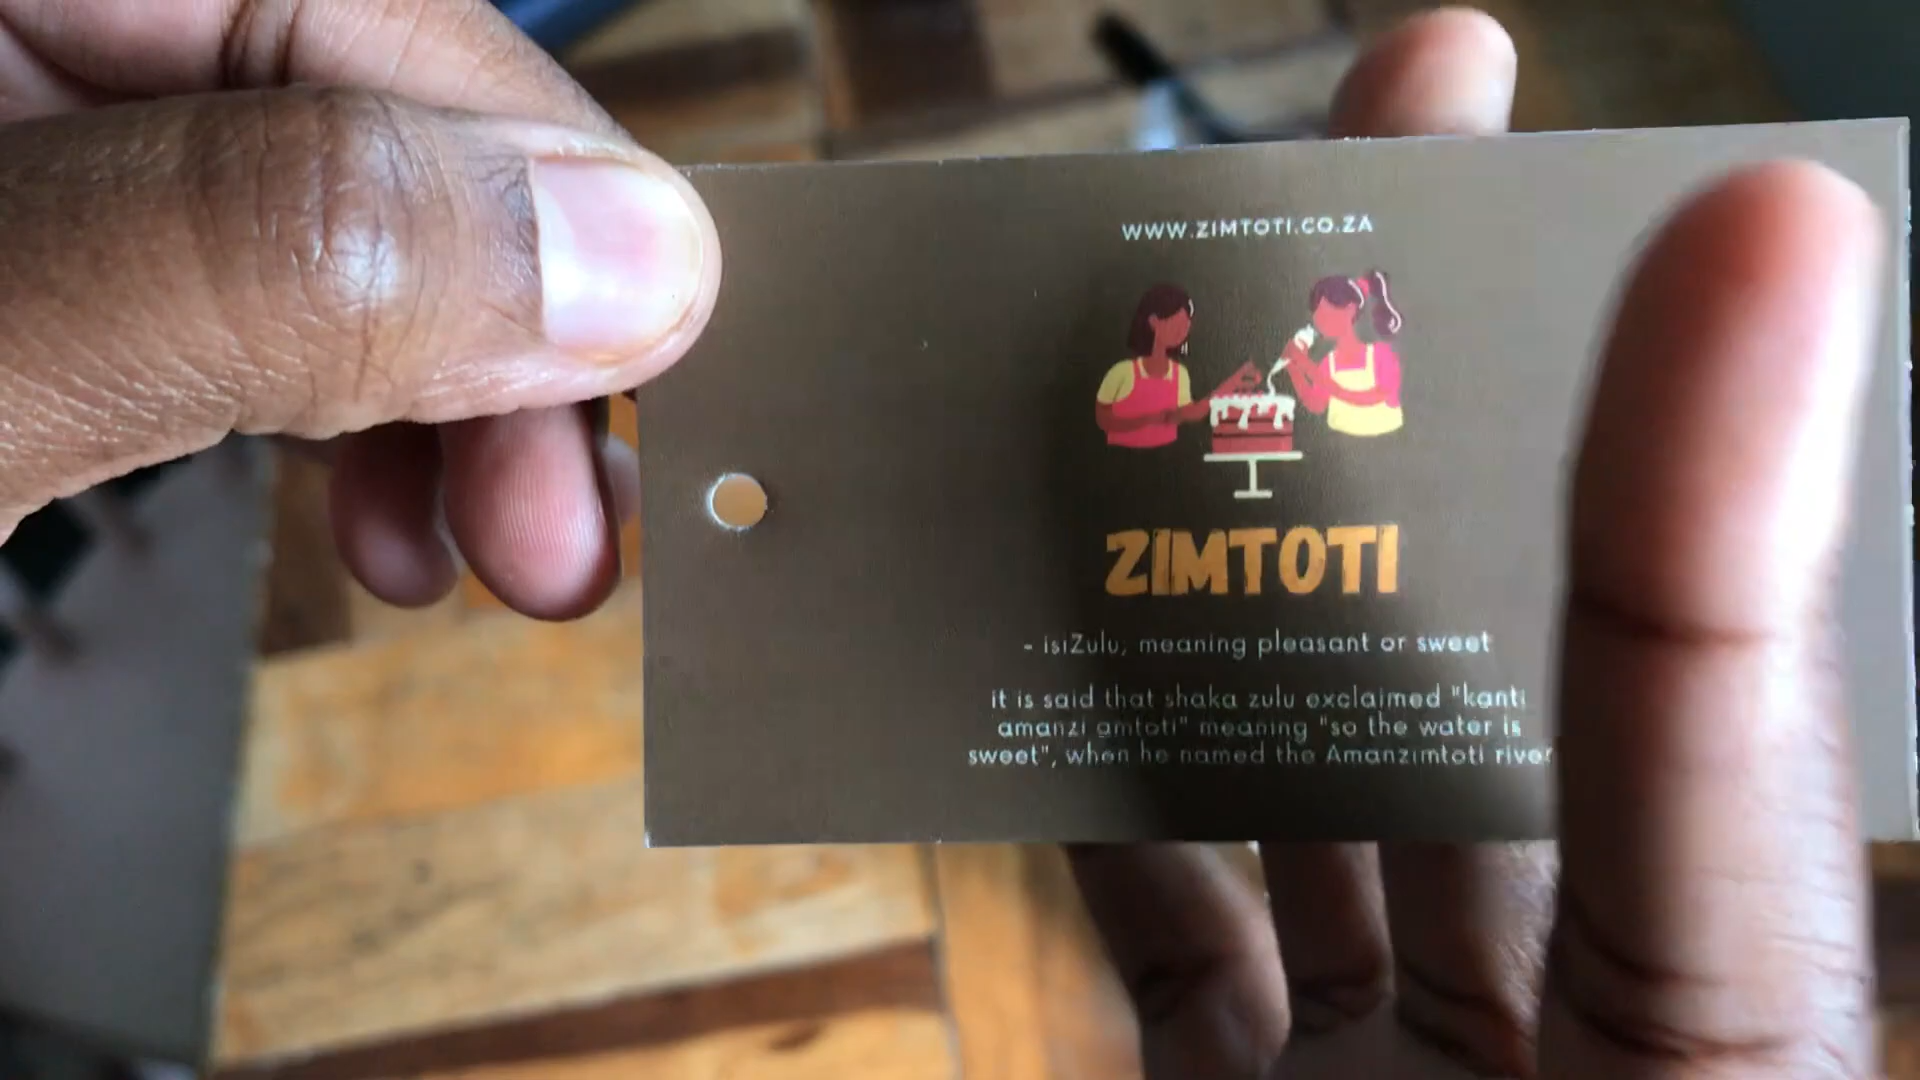 WWW.ZIMTOTI.CO.ZA
ZIMTOTI
- isiZulu, meaning pleasant or sweet
it is said that shaka zulu exclaimed "kanti
amanzi amtoti" meaning "so the water is
sweet", when he named the Amanzimtoti river